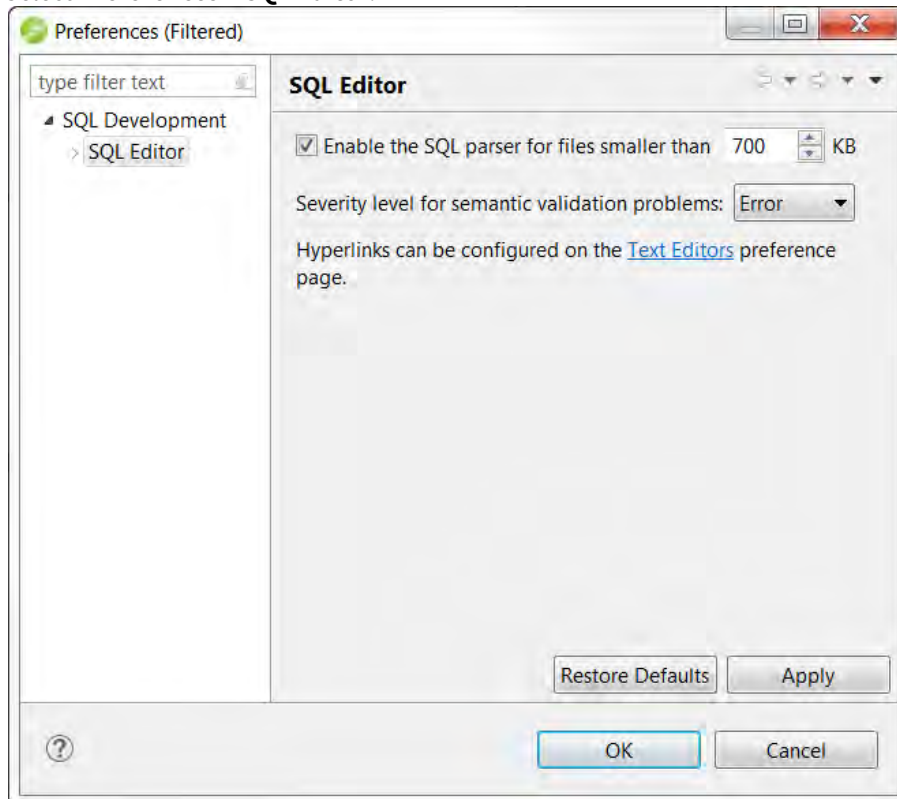 Preferences (Filtered)
type filter text
SQL Development
SQL Editor
SQL Editor
Enable the SQL parser for files smaller than 700 KB
Severity level for semantic validation problems: Error
Hyperlinks can be configured on the Text Editors preference
page.
Restore Defaults Apply
OK Cancel